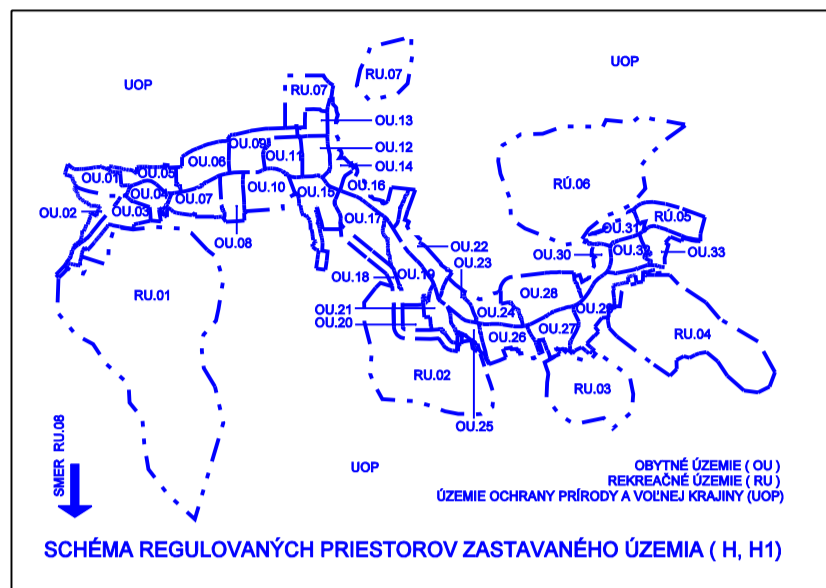 UOP
UOP
RU.07
RU.07
OU.13
OU.12
OU.14
OU.09
OU.11
OU.06
OU.05
OU.01
OU.04
OU.07
OU.10
OU.15
OU.16
OU.17
OU.02
OU.03
OU.08
RÚ.06
RÚ.05
OU.31
OU.32
OU.33
OU.30
OU.22
OU.23
OU.18
OU.19
OU.28
OU.29
OU.21
OU.20
OU.24
OU.26
OU.27
RU.01
RU.02
RU.03
RU.04
OU.25
UOP
SMER RU.08
OBYTNÉ ÚZEMIE ( OU )
REKREAČNÉ ÚZEMIE ( RU )
ÚZEMIE OCHRANY PRÍRODY A VOĽNEJ KRAJINY (UOP)
SCHÉMA REGULOVANÝCH PRIESTOROV ZASTAVANÉHO ÚZEMIA ( H, H1)